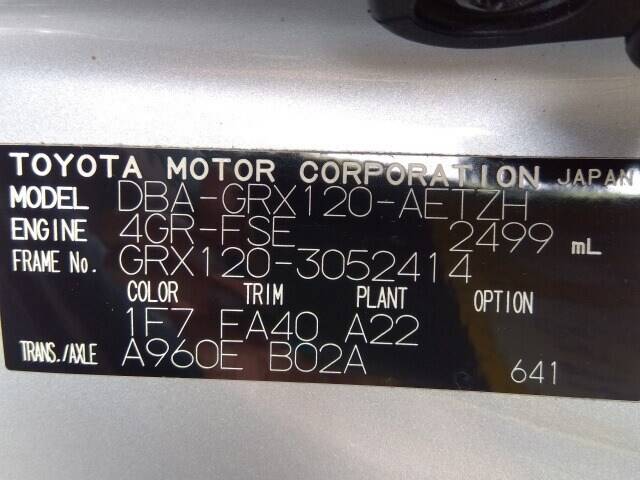 TOYOTA MOTOR CORPORATION JAPAN
MODEL DBA-GRX120-AETZH
ENGINE 4GR-FSE 2499 mL
FRAME No. GRX120-3052414
COLOR TRIM PLANT OPTION
1F7 FA40 A22
TRANS./AXLE A960E B02A 641